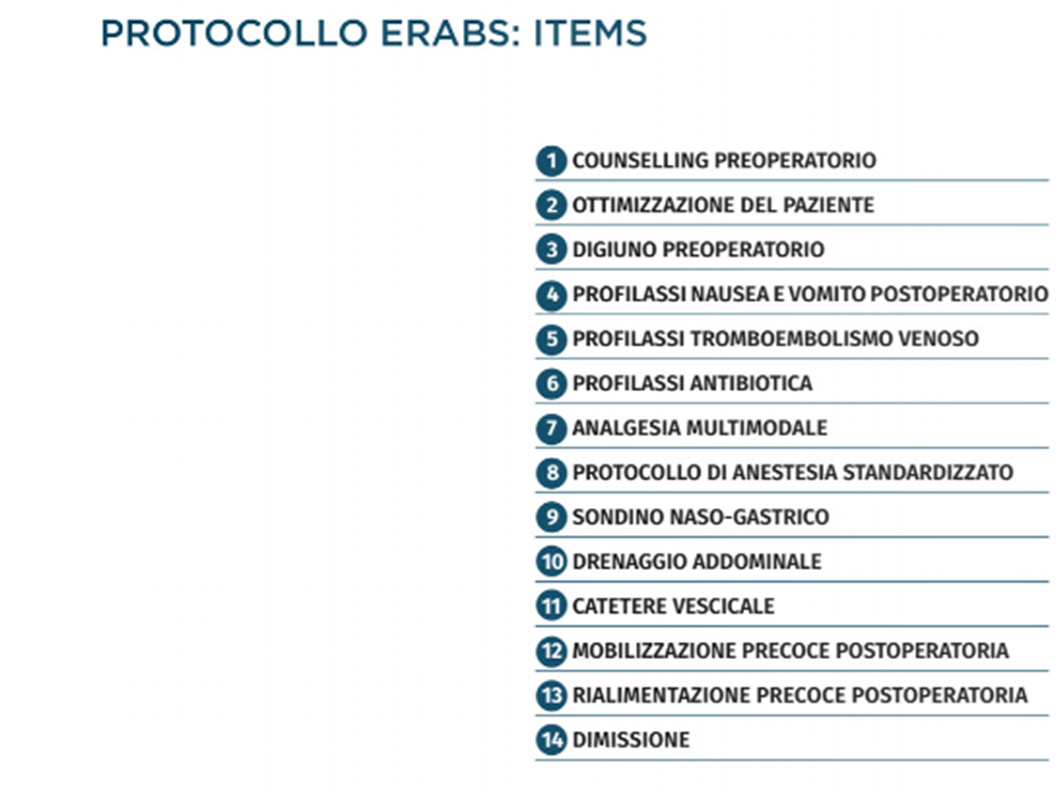 PROTOCOLLO ERABS: ITEMS
1 COUNSELLING PREOPERATORIO
2 OTTIMIZZAZIONE DEL PAZIENTE
3 DIGIUNO PREOPERATORIO
4 PROFILASSI NAUSEA E VOMITO POSTOPERATORIO
5 PROFILASSI TROMBOEMBOLISMO VENOSO
6 PROFILASSI ANTIBIOTICA
7 ANALGESIA MULTIMODALE
8 PROTOCOLLO DI ANESTESIA STANDARDIZZATO
9 SONDINO NASO-GASTRICO
10 DRENAGGIO ADDOMINALE
11 CATETERE VESCICALE
12 MOBILIZZAZIONE PRECOCE POSTOPERATORIA
13 RIALIMENTAZIONE PRECOCE POSTOPERATORIA
14 DIMISSIONE